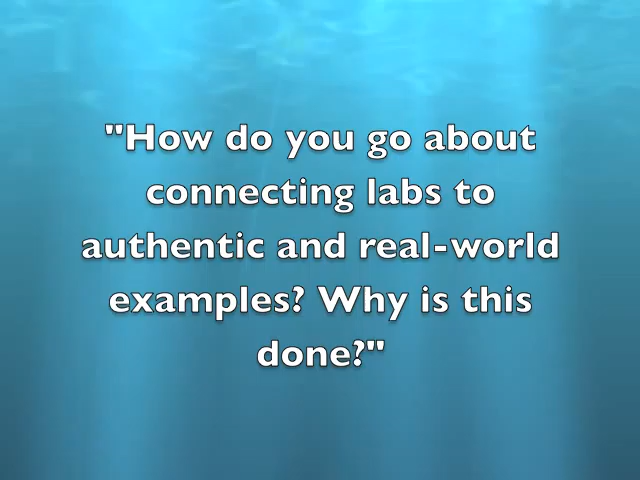 "How do you go about
connecting labs to
authentic and real-world
examples? Why is this
done?"